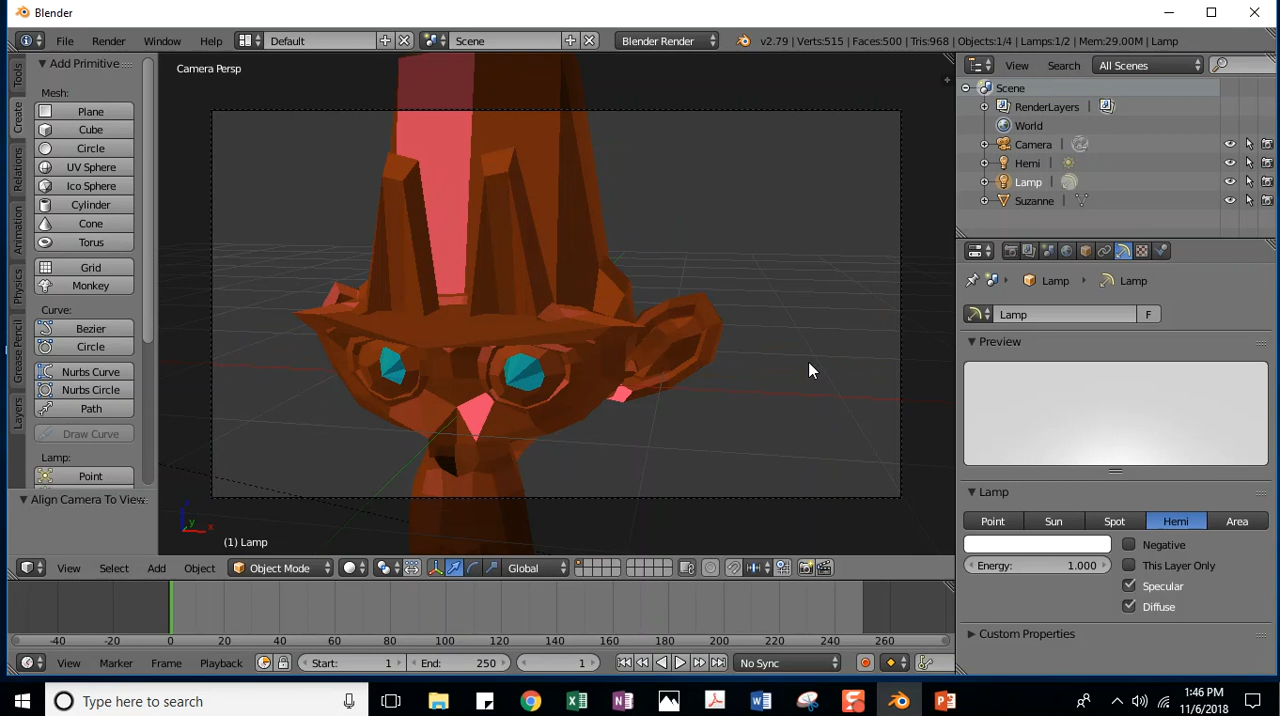 Blender
File Render Window Help Default Scene Blender Render v2.79 | Verts:515 | Faces:500 | Tris:968 | Objects:1/4 | Lamps:1/2 | Mem:29.00M | Lamp
Tools
Create
Relations
Animation
Physics
Grease Pencil
Layers
Add Primitive
Mesh:
Plane
Cube
Circle
UV Sphere
Ico Sphere
Cylinder
Cone
Torus
Grid
Monkey
Curve:
Bezier
Circle
Nurbs Curve
Nurbs Circle
Path
Draw Curve
Lamp:
Point
Align Camera To View
Camera Persp
x
y
(1) Lamp
View Select Add Object Object Mode Global
-40 -20 0 20 40 60 80 100 120 140 160 180 200 220 240 260
View Marker Frame Playback Start: 1 End: 250 1 No Sync
View Search All Scenes
Scene
RenderLayers
World
Camera
Hemi
Lamp
Suzanne
Lamp Lamp
Lamp F
Preview
Lamp
Point Sun Spot Hemi Area
Negative
Energy: 1.000 This Layer Only
Specular
Diffuse
Custom Properties
Type here to search
1:46 PM
11/6/2018